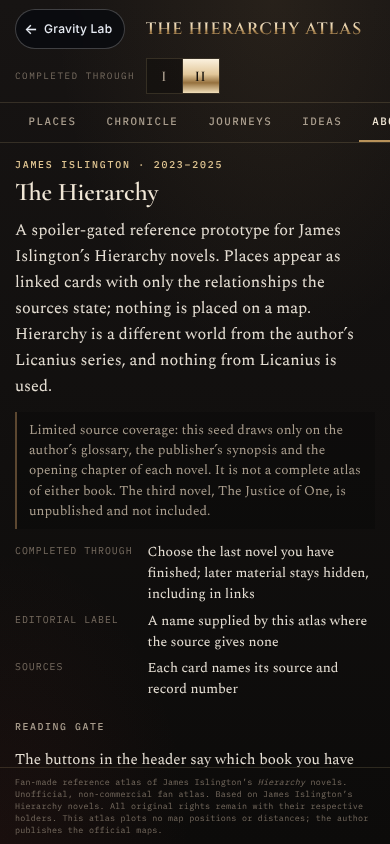 ← Gravity Lab
THE HIERARCHY ATLAS
COMPLETED THROUGH
I
II
PLACES
CHRONICLE
JOURNEYS
IDEAS
JAMES ISLINGTON · 2023–2025
The Hierarchy
A spoiler-gated reference prototype for James
Islington’s Hierarchy novels. Places appear as
linked cards with only the relationships the
sources state; nothing is placed on a map.
Hierarchy is a different world from the author’s
Licanius series, and nothing from Licanius is
used.
Limited source coverage: this seed draws only on the
author’s glossary, the publisher’s synopsis and the
opening chapter of each novel. It is not a complete atlas
of either book. The third novel, The Justice of One, is
unpublished and not included.
COMPLETED THROUGH
Choose the last novel you have
finished; later material stays hidden,
including in links
EDITORIAL LABEL
A name supplied by this atlas where
the source gives none
SOURCES
Each card names its source and
record number
READING GATE
The buttons in the header say which book you have
Fan-made reference atlas of James Islington’s Hierarchy novels.
Unofficial, non-commercial fan atlas. Based on James Islington’s
Hierarchy novels. All original rights remain with their respective
holders. This atlas plots no map positions or distances; the author
publishes the official maps.